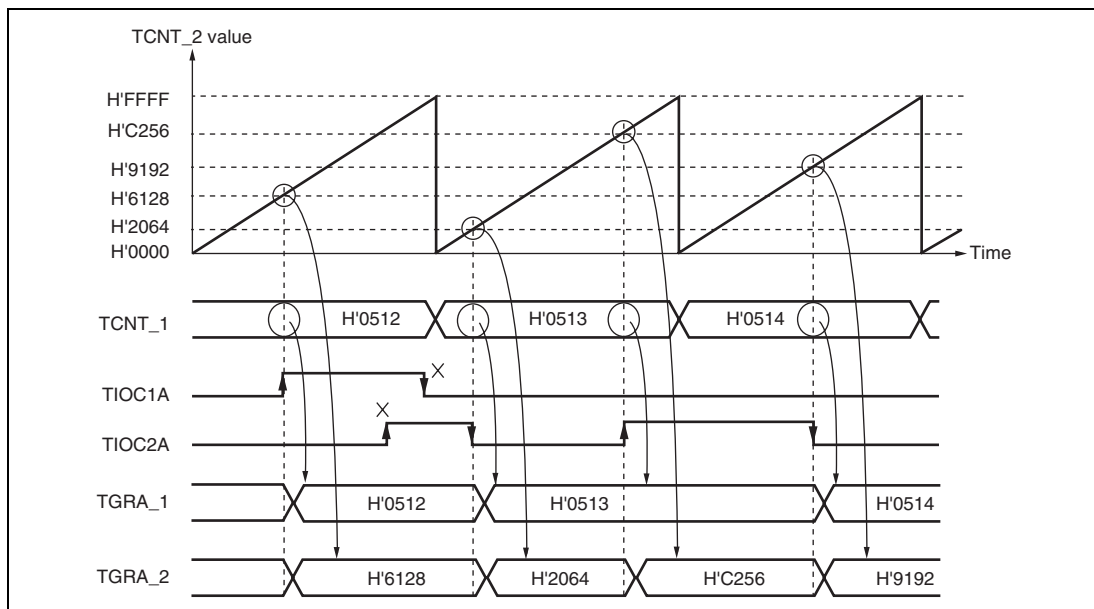 TCNT_2 value
H'FFFF
H'C256
H'9192
H'6128
H'2064
H'0000
Time
TCNT_1 H'0512 H'0513 H'0514
TIOC1A
TIOC2A
TGRA_1 H'0512 H'0513 H'0514
TGRA_2 H'6128 H'2064 H'C256 H'9192